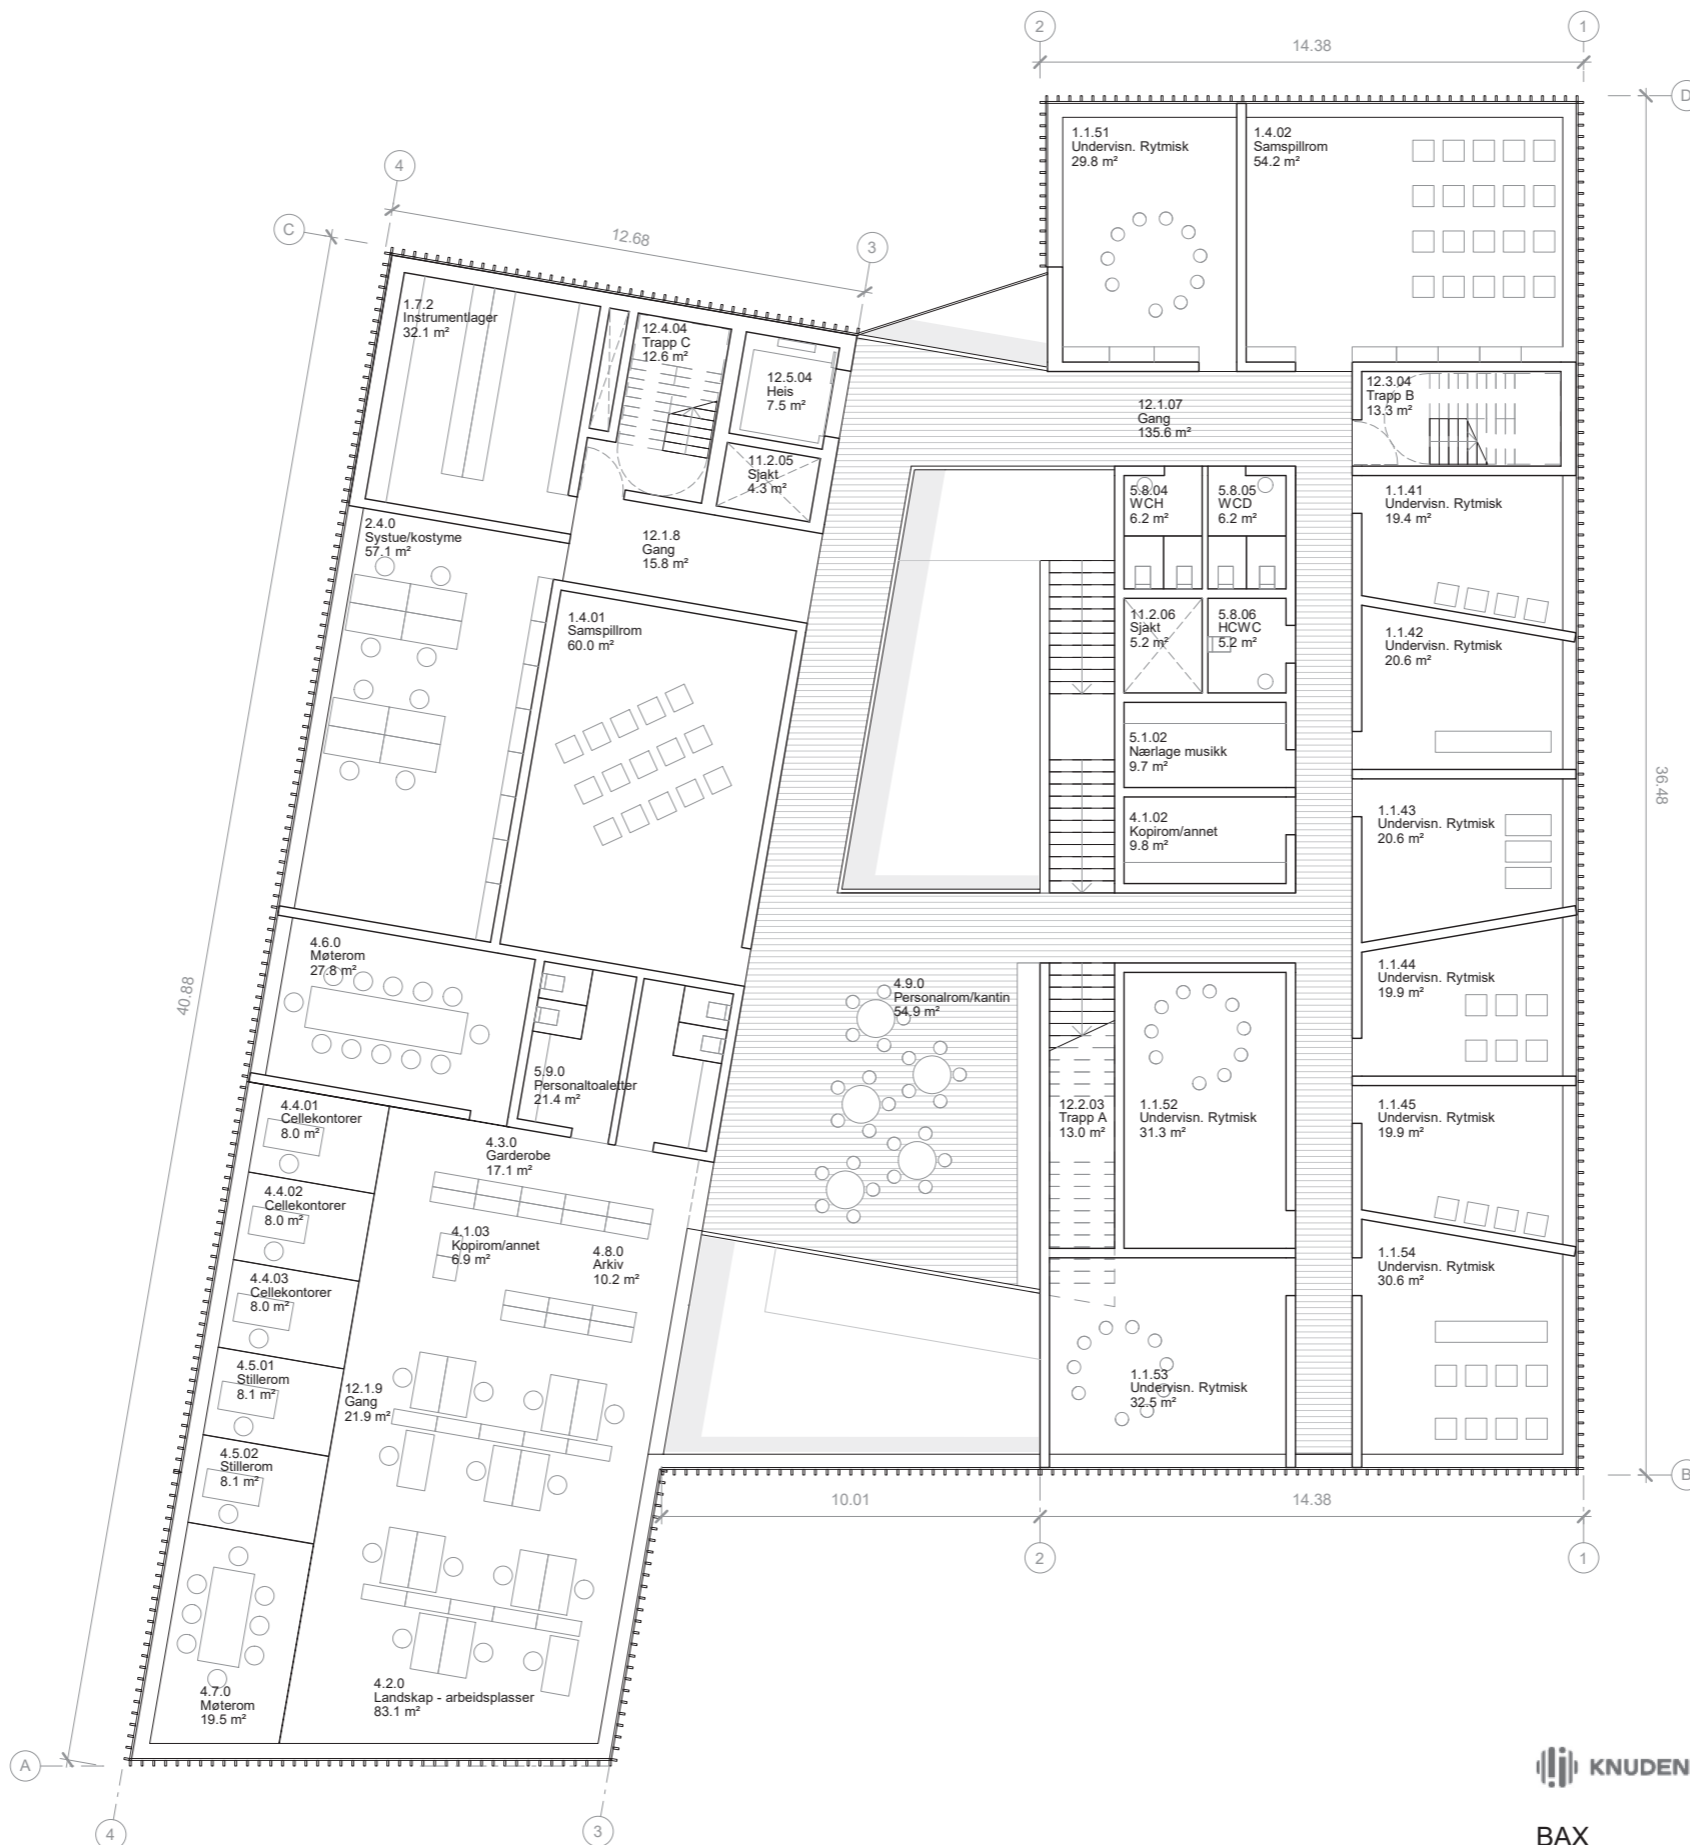 2
1
14.38
D
1.1.51
Undervisn. Rytmisk
29.8 m²
1.4.02
Samspillrom
54.2 m²
4
C
12.68
3
1.7.2
Instrumentlager
32.1 m²
12.4.04
Trapp C
12.6 m²
12.5.04
Heis
7.5 m²
12.1.07
Gang
135.6 m²
12.3.04
Trapp B
13.3 m²
11.2.05
Sjakt
4.3 m²
5.8.04
WCH
6.2 m²
5.8.05
WCD
6.2 m²
1.1.41
Undervisn. Rytmisk
19.4 m²
2.4.0
Systue/kostyme
57.1 m²
12.1.8
Gang
15.8 m²
1.4.01
Samspillrom
60.0 m²
11.2.06
Sjakt
5.2 m²
5.8.06
HCWC
5.2 m²
1.1.42
Undervisn. Rytmisk
20.6 m²
5.1.02
Nærlage musikk
9.7 m²
36.48
4.1.02
Kopirom/annet
9.8 m²
1.1.43
Undervisn. Rytmisk
20.6 m²
40.88
4.6.0
Møterom
27.8 m²
4.9.0
Personalrom/kantin
54.9 m²
1.1.44
Undervisn. Rytmisk
19.9 m²
5.9.0
Personaltoaletter
21.4 m²
4.4.01
Cellekontorer
8.0 m²
12.2.03
Trapp A
13.0 m²
1.1.52
Undervisn. Rytmisk
31.3 m²
1.1.45
Undervisn. Rytmisk
19.9 m²
4.3.0
Garderobe
17.1 m²
4.4.02
Cellekontorer
8.0 m²
4.1.03
Kopirom/annet
6.9 m²
4.8.0
Arkiv
10.2 m²
4.4.03
Cellekontorer
8.0 m²
1.1.54
Undervisn. Rytmisk
30.6 m²
4.5.01
Stillerom
8.1 m²
12.1.9
Gang
21.9 m²
1.1.53
Undervisn. Rytmisk
32.5 m²
4.5.02
Stillerom
8.1 m²
B
10.01
14.38
2
1
4.7.0
Møterom
19.5 m²
4.2.0
Landskap - arbeidsplasser
83.1 m²
A
4
3
KNUDEN
BAX